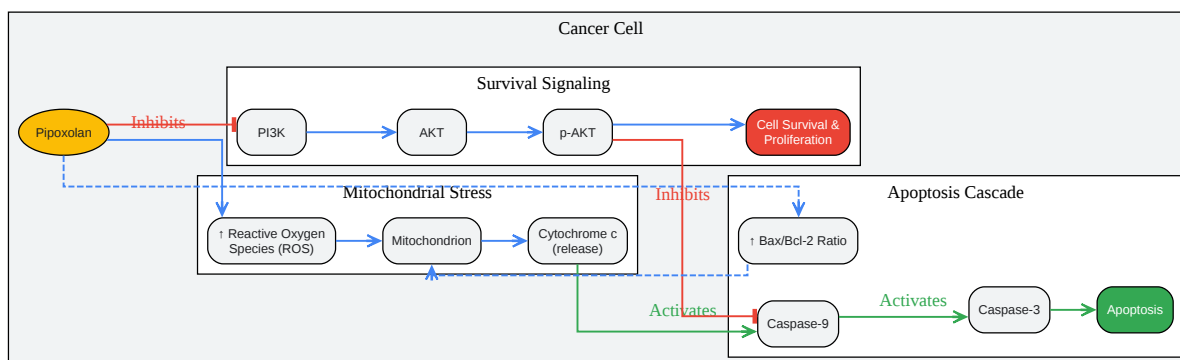 Cancer Cell
Survival Signaling
Pipoxolan
Inhibits
PI3K
AKT
p-AKT
Cell Survival &
Proliferation
Mitochondrial Stress
Inhibits
Apoptosis Cascade
↑ Reactive Oxygen
Species (ROS)
Mitochondrion
Cytochrome c
(release)
↑ Bax/Bcl-2 Ratio
Activates
Caspase-9
Activates
Caspase-3
Apoptosis